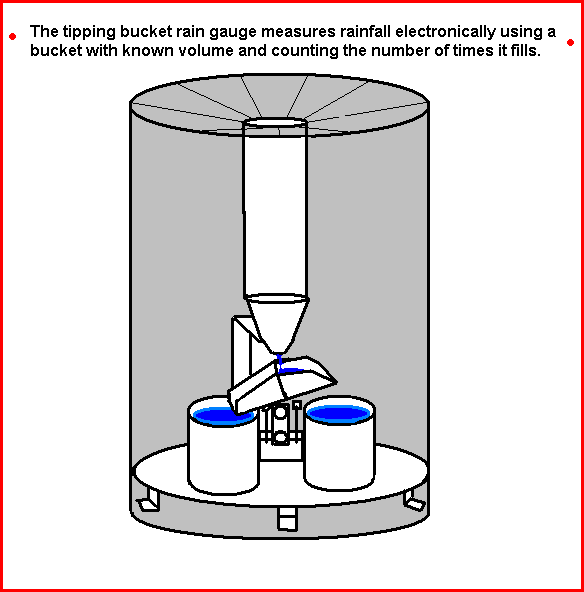 The tipping bucket rain gauge measures rainfall electronically using a
bucket with known volume and counting the number of times it fills.